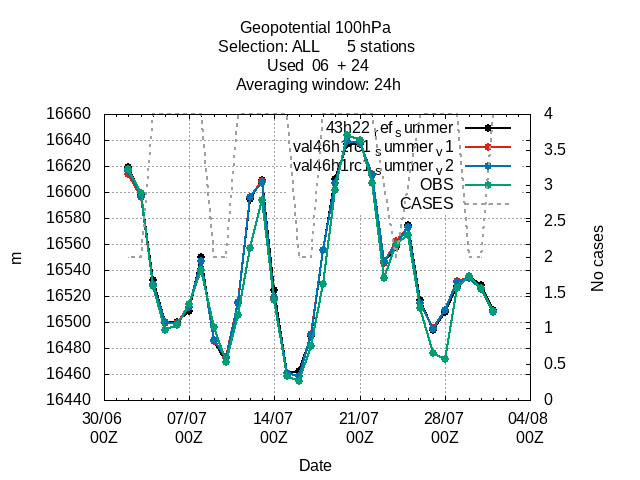 Geopotential 100hPa
Selection: ALL 5 stations
Used 06 + 24
Averaging window: 24h
16660
16640
16620
16600
16580
16560
16540
16520
16500
16480
16460
16440
m
4
3.5
3
2.5
2
1.5
1
0.5
0
No cases
43h22_ref_summer
val46h1rc1_summer_v1
val46h1rc1_summer_v2
OBS
CASES
30/06 07/07 14/07 21/07 28/07 04/08
00Z 00Z 00Z 00Z 00Z 00Z
Date